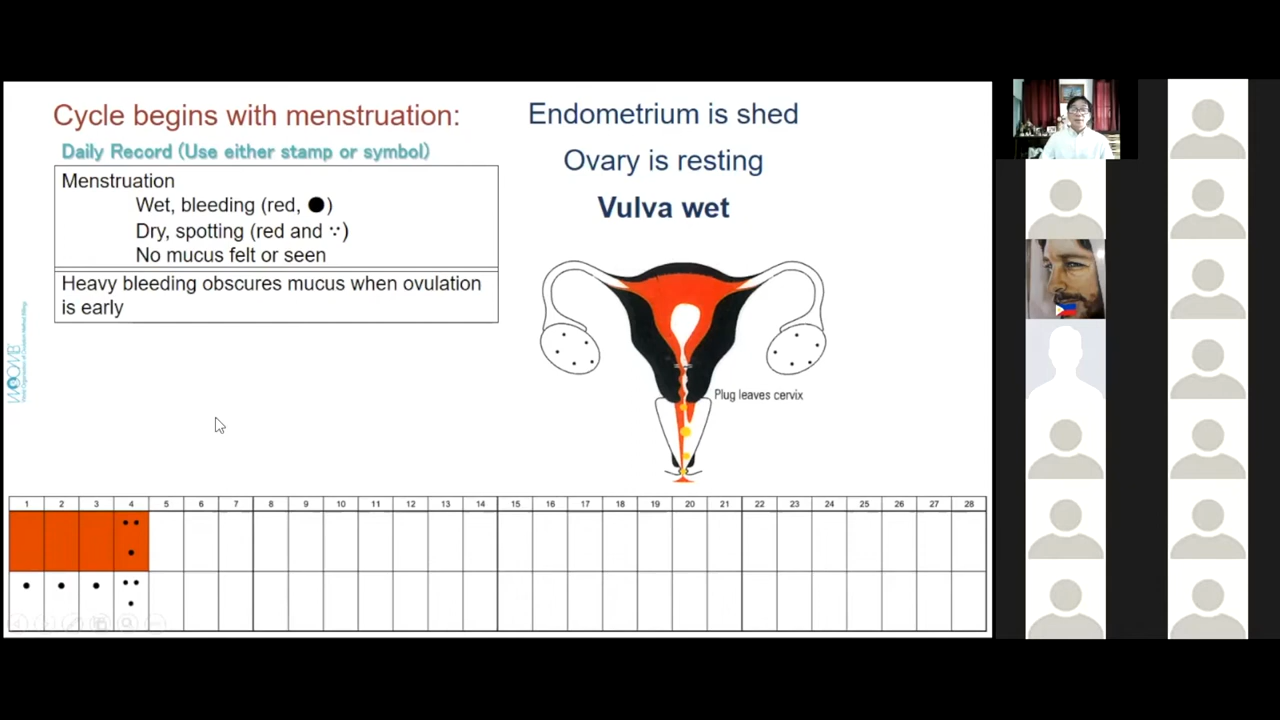 Cycle begins with menstruation:
Daily Record (Use either stamp or symbol)
Menstruation
Wet, bleeding (red, ●)
Dry, spotting (red and ∵)
No mucus felt or seen
Heavy bleeding obscures mucus when ovulation
is early
Endometrium is shed
Ovary is resting
Vulva wet
Plug leaves cervix
WOOMB
1 2 3 4 5 6 7 8 9 10 11 12 13 14 15 16 17 18 19 20 21 22 23 24 25 26 27 28